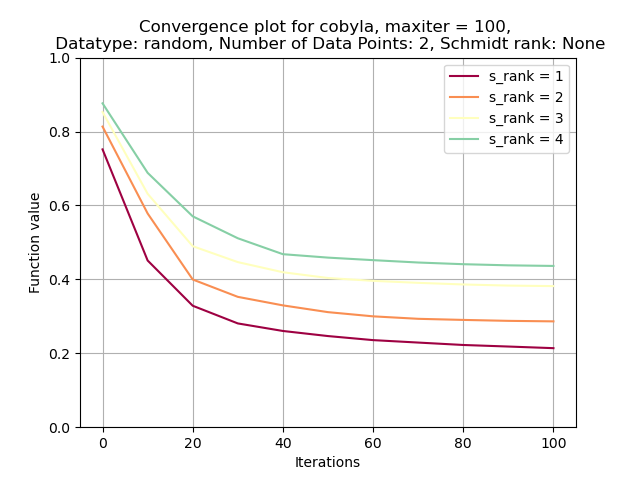 Convergence plot for cobyla, maxiter = 100,
Datatype: random, Number of Data Points: 2, Schmidt rank: None
s_rank = 1
s_rank = 2
s_rank = 3
s_rank = 4
Function value
1.0
0.8
0.6
0.4
0.2
0.0
0 20 40 60 80 100
Iterations